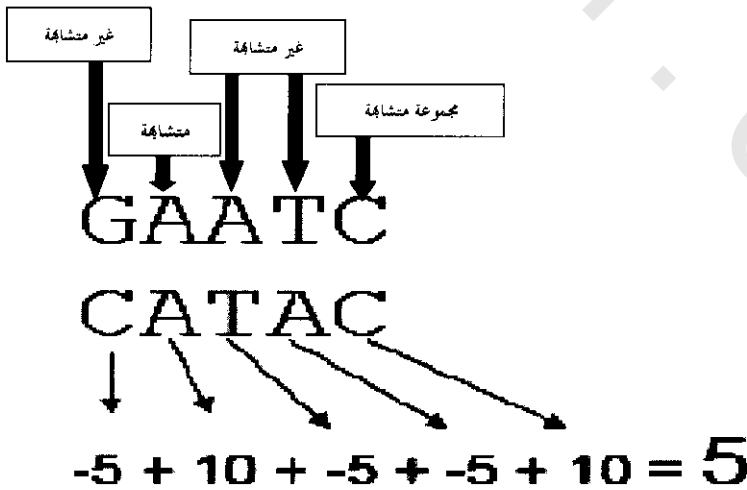 غير متشابهة
غير متشابهة
متشابهة
مجموعة متشابهة
GAATC
CATAC
-5 + 10 + -5 + -5 + 10 = 5